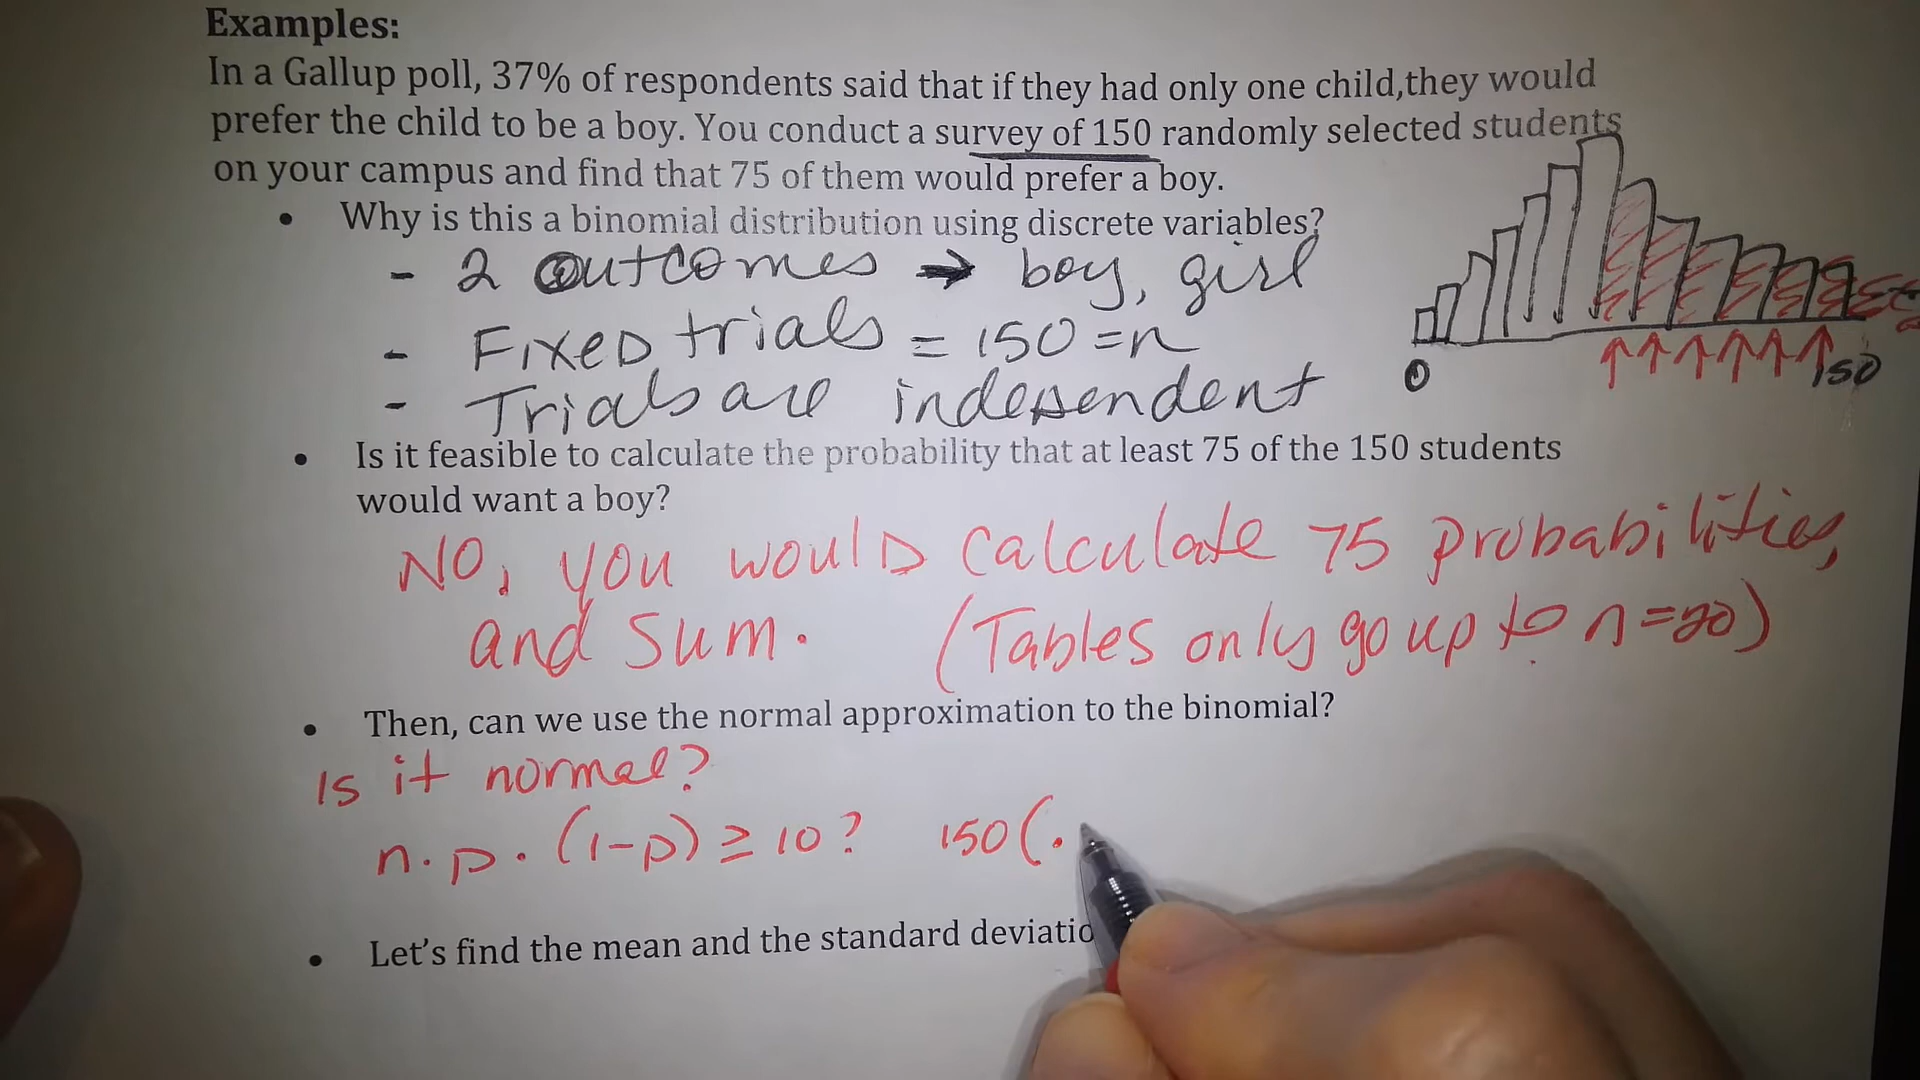 Examples:
In a Gallup poll, 37% of respondents said that if they had only one child,they would
prefer the child to be a boy. You conduct a survey of 150 randomly selected students
on your campus and find that 75 of them would prefer a boy.
• Why is this a binomial distribution using discrete variables?
- 2 outcomes → boy, girl
- Fixed trials = 150 = n
- Trials are independent
0 150
• Is it feasible to calculate the probability that at least 75 of the 150 students
would want a boy?
No, you would calculate 75 probabilities,
and sum. (Tables only go up to n=20)
• Then, can we use the normal approximation to the binomial?
Is it normal?
n·p·(1-p) ≥ 10? 150(.
• Let's find the mean and the standard deviatio